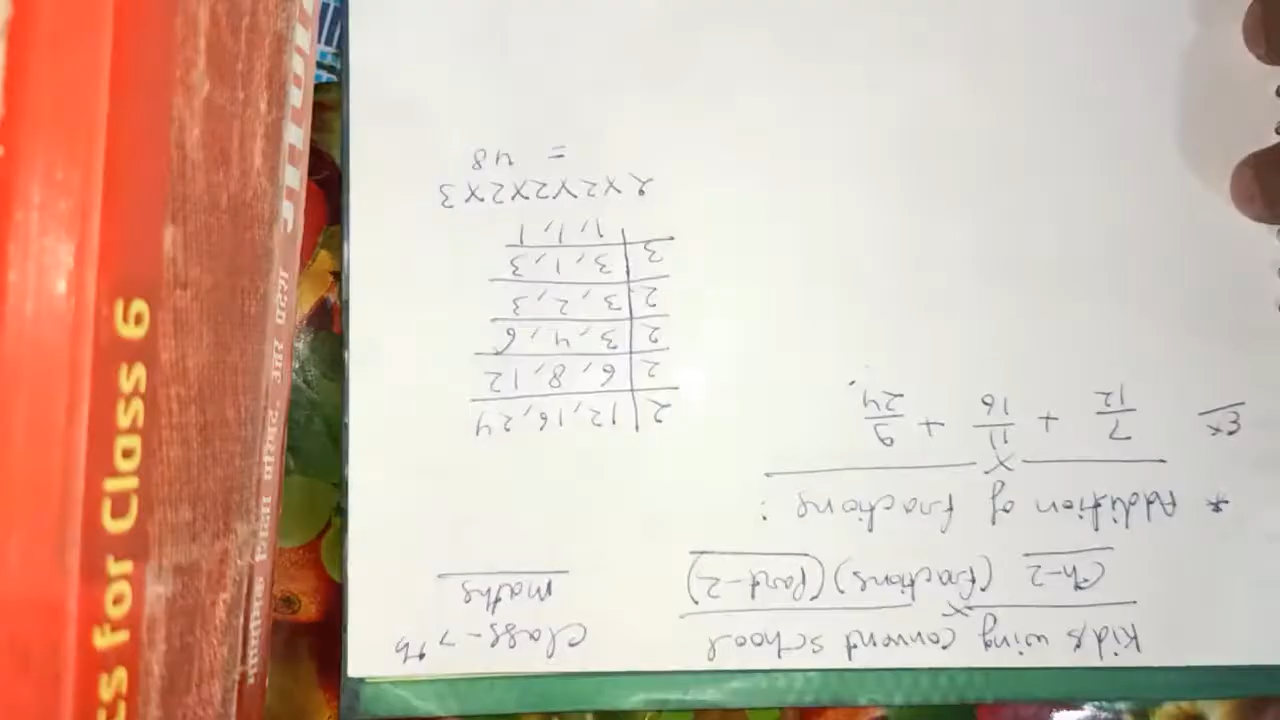 Kids wing convent school
Class - 7th
Ch-2 (fractions) (Part-2)
maths
* Addition of fractions :
Ex 7/12 + 11/16 + 9/24
2 | 12, 16, 24
2 | 6, 8, 12
2 | 3, 4, 6
2 | 3, 2, 3
3 | 3, 1, 3
1, 1, 1
2×2×2×2×3
= 48
ss for Class 6